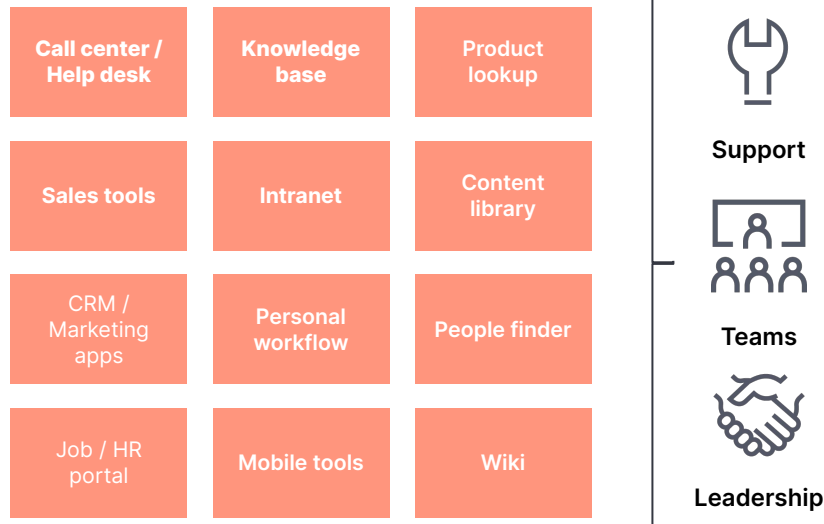 Call center /
Help desk
Knowledge
base
Product
lookup
Sales tools
Intranet
Content
library
CRM /
Marketing
apps
Personal
workflow
People finder
Job / HR
portal
Mobile tools
Wiki
Support
Teams
Leadership